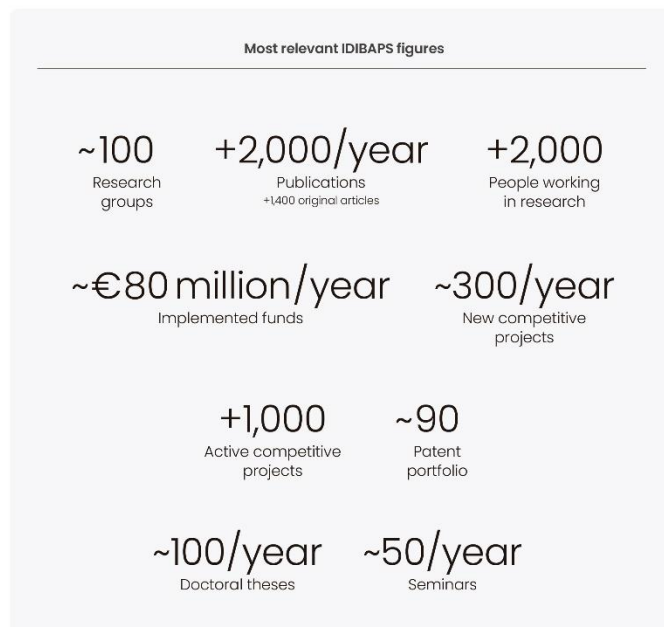 Most relevant IDIBAPS figures
~100
Research
groups
+2,000/year
Publications
+1,400 original articles
+2,000
People working
in research
~€80 million/year
Implemented funds
~300/year
New competitive
projects
+1,000
Active competitive
projects
~90
Patent
portfolio
~100/year
Doctoral theses
~50/year
Seminars